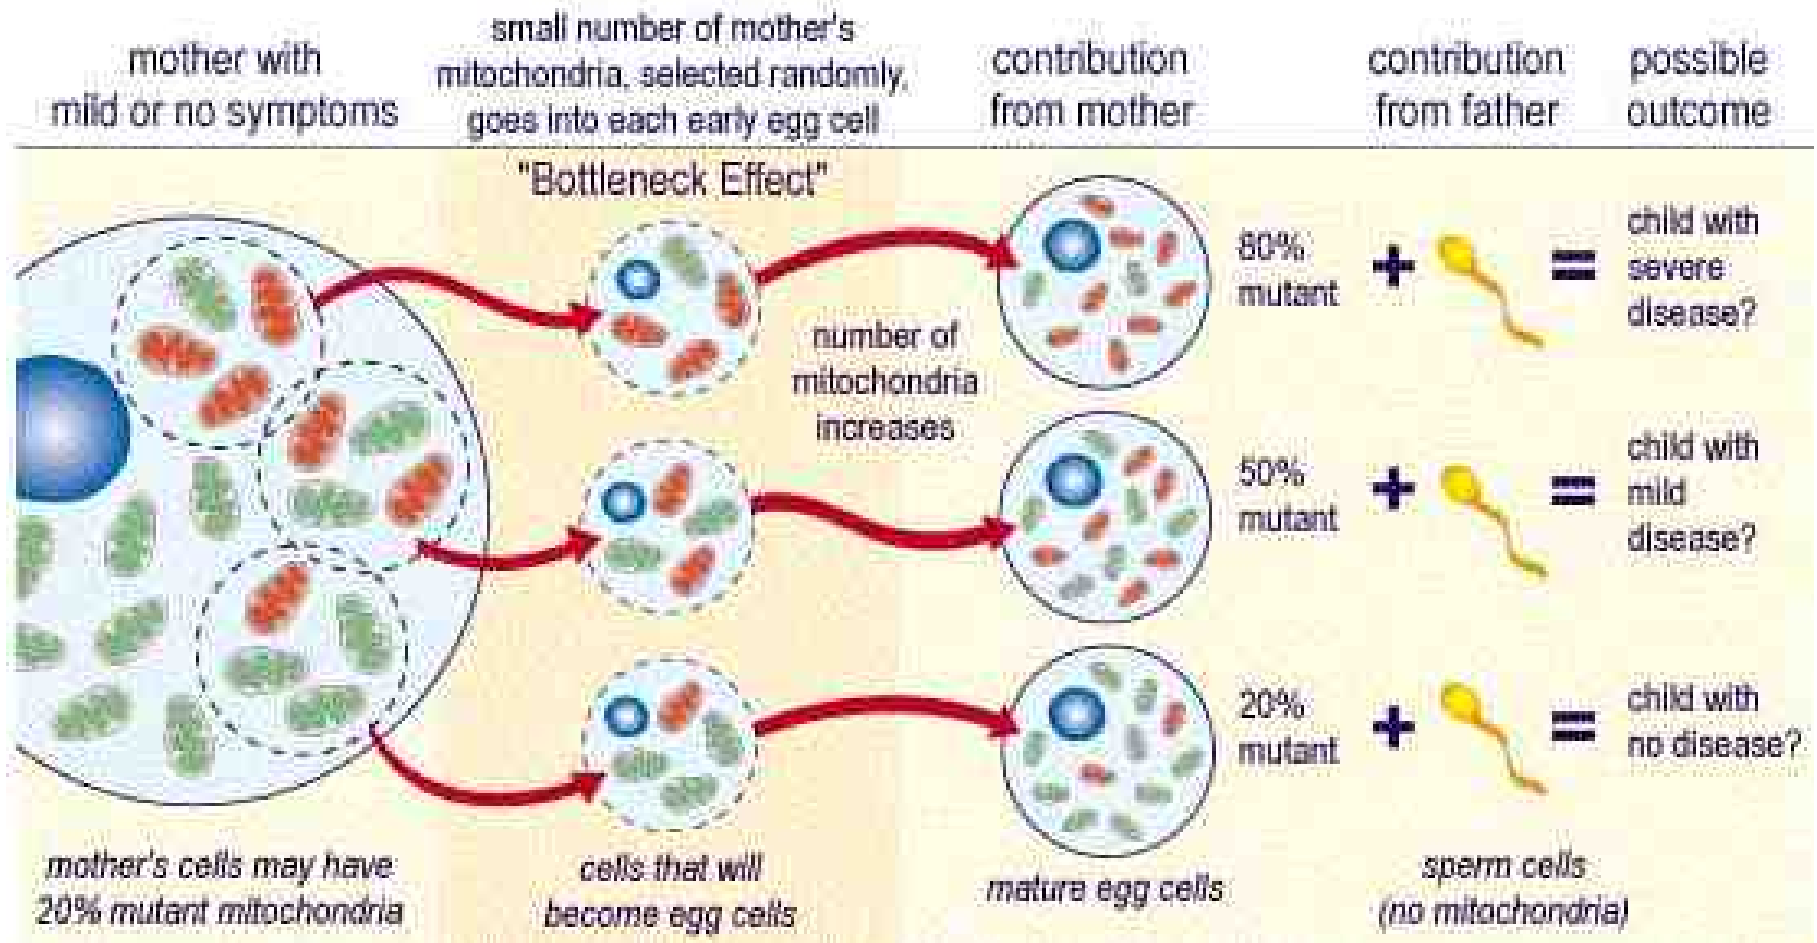 mother with
mild or no symptoms
small number of mother's
mitochondria, selected randomly,
goes into each early egg cell
contribution
from mother
contribution
from father
possible
outcome
"Bottleneck Effect"
number of
mitochondria
increases
80%
mutant
+
=
child with
severe
disease?
50%
mutant
+
=
child with
mild
disease?
20%
mutant
+
=
child with
no disease?
mother's cells may have
20% mutant mitochondria
cells that will
become egg cells
mature egg cells
sperm cells
(no mitochondria)